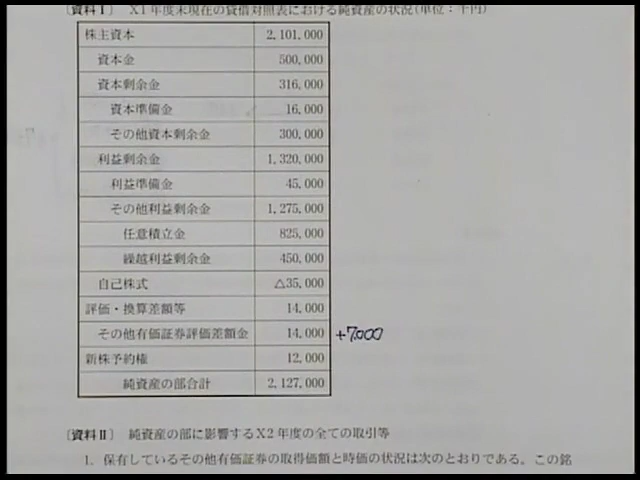 〔資料Ⅰ〕 X1年度末現在の貸借対照表における純資産の状況(単位：千円)
株主資本 2,101,000
資本金 500,000
資本剰余金 316,000
資本準備金 16,000
その他資本剰余金 300,000
利益剰余金 1,320,000
利益準備金 45,000
その他利益剰余金 1,275,000
任意積立金 825,000
繰越利益剰余金 450,000
自己株式 △35,000
評価・換算差額等 14,000
その他有価証券評価差額金 14,000 +7000
新株予約権 12,000
純資産の部合計 2,127,000
〔資料Ⅱ〕 純資産の部に影響するX2年度の全ての取引等
1. 保有しているその他有価証券の取得価額と時価の状況は次のとおりである。この銘